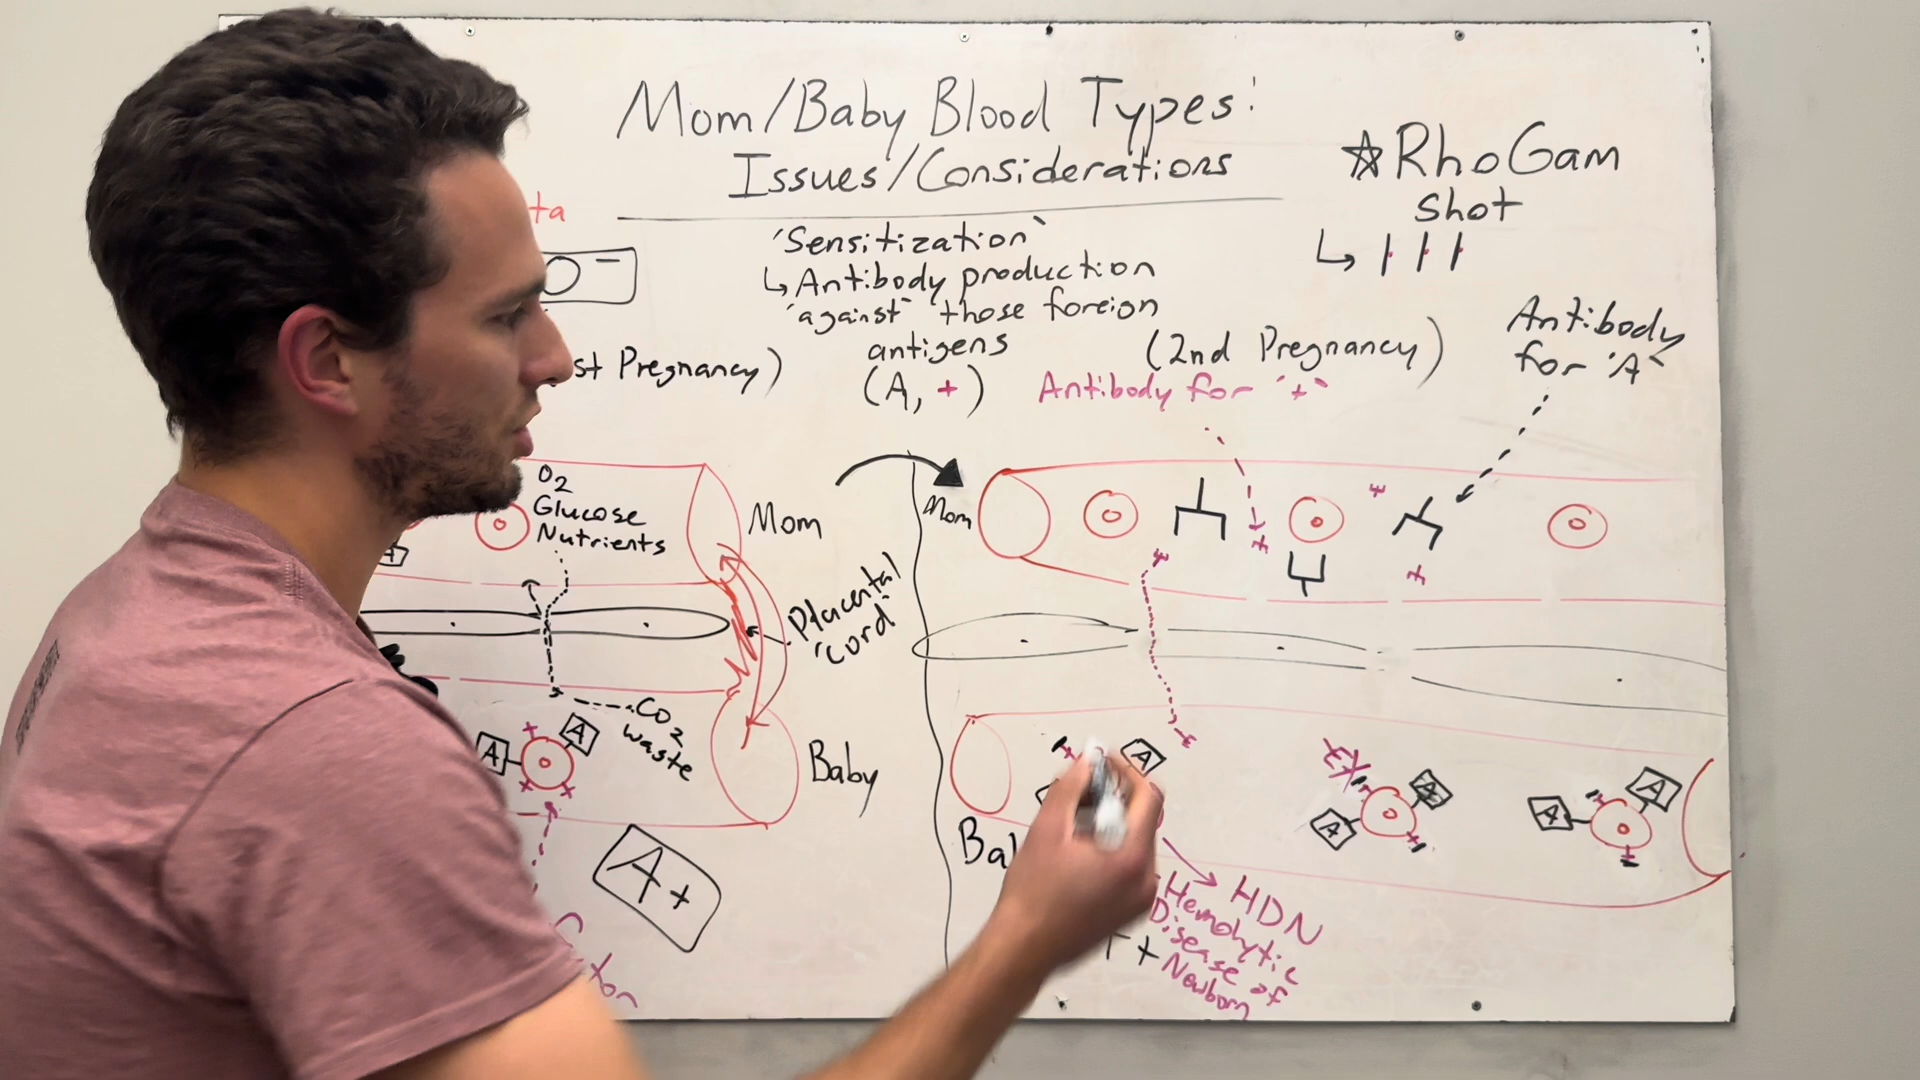 Mom/Baby Blood Types:
Issues/Considerations
☆RhoGam
shot
ta
'Sensitization`
↳Antibody production
`against` those foreign
antigens
(A, +)
st Pregnancy)
(2nd Pregnancy)
Antibody for '+`
Antibody
for 'A`
O2
Glucose
Nutrients
Mom
Placental
'cord'
CO2
waste
A
A
Baby
A+
Mom
A
A
A
A
A
Bal
HDN
Hemolytic
Disease of
Newborn